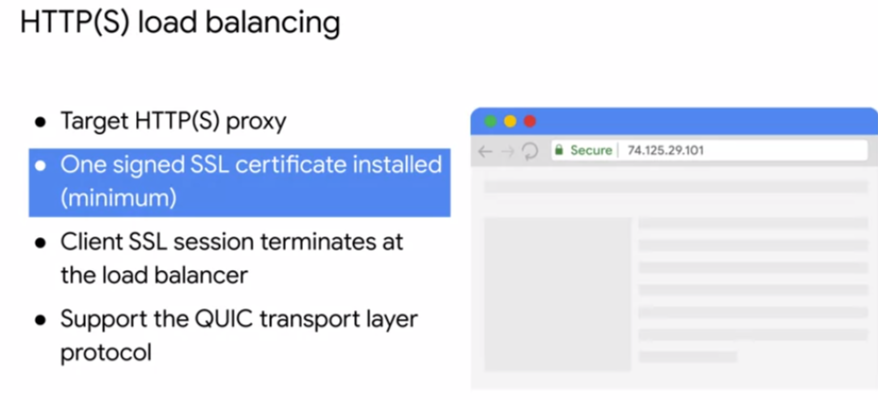 HTTP(S) load balancing
● Target HTTP(S) proxy
● One signed SSL certificate installed
(minimum)
● Client SSL session terminates at
the load balancer
● Support the QUIC transport layer
protocol
Secure | 74.125.29.101